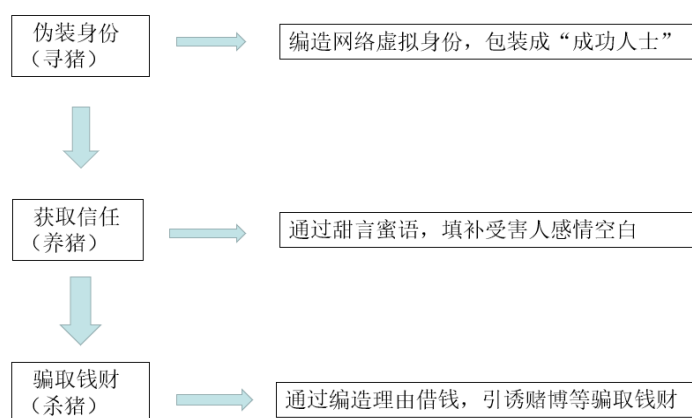 伪装身份
（寻猪）
编造网络虚拟身份，包装成“成功人士”
获取信任
（养猪）
通过甜言蜜语，填补受害人感情空白
骗取钱财
（杀猪）
通过编造理由借钱，引诱赌博等骗取钱财